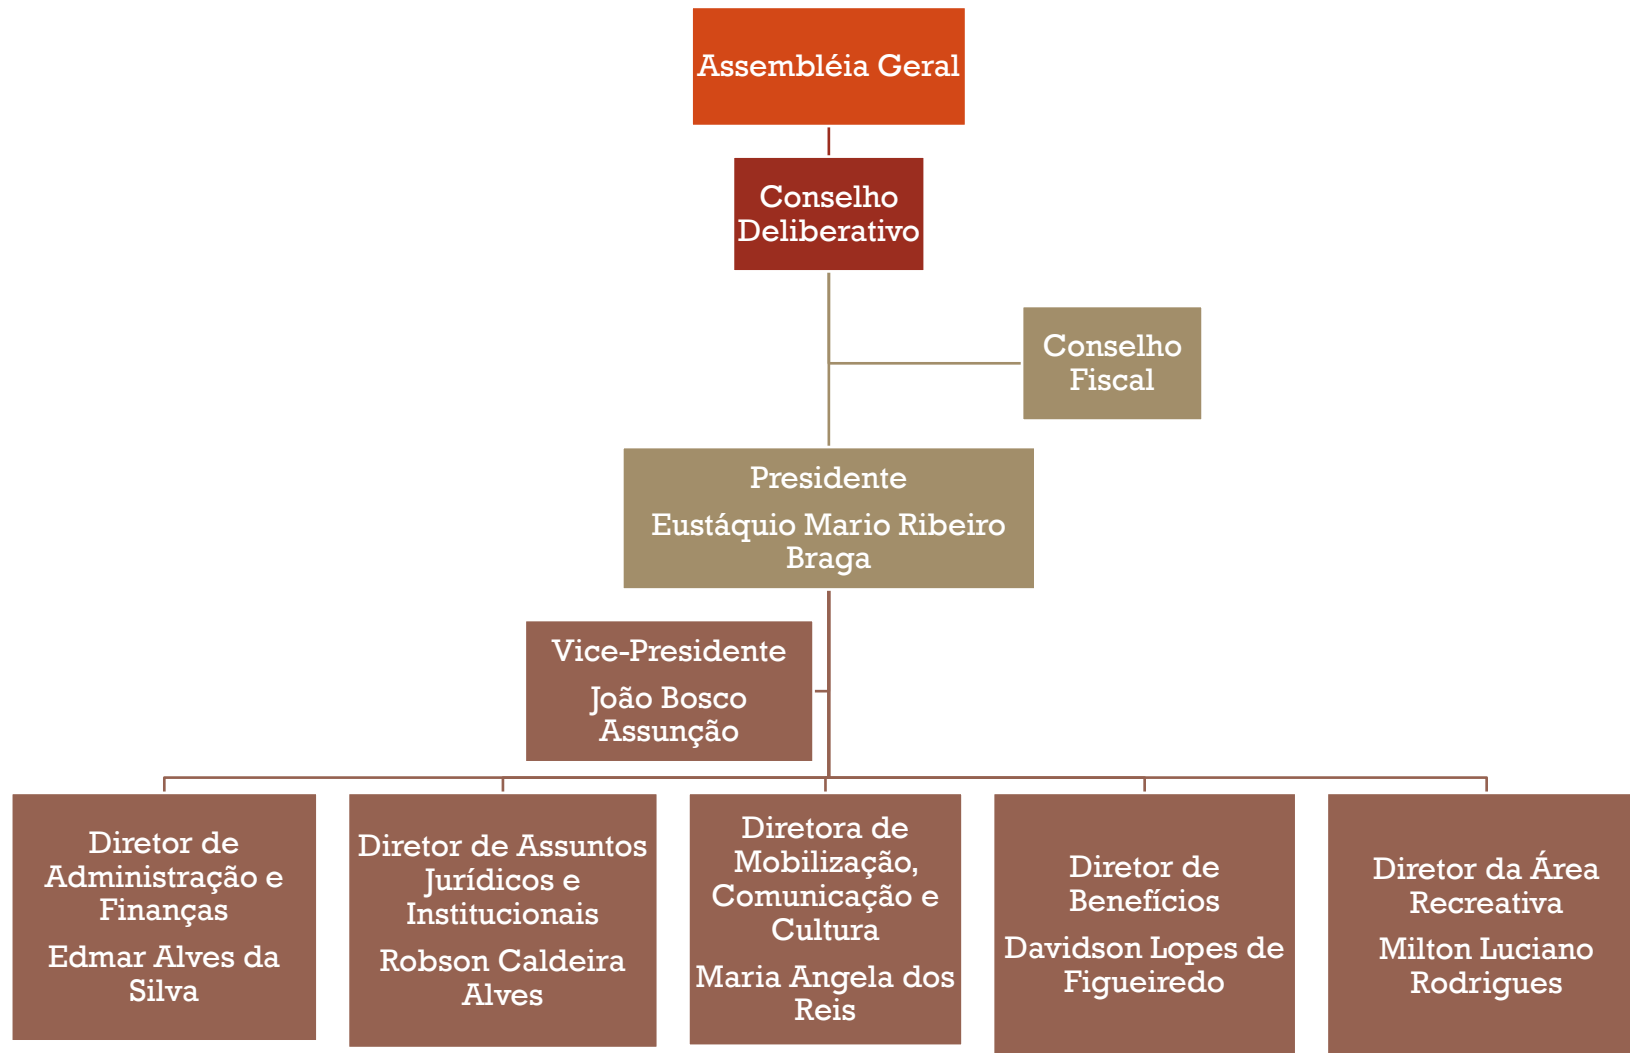 Assembléia Geral
Conselho
Deliberativo
Conselho
Fiscal
Presidente
Eustáquio Mario Ribeiro
Braga
Vice-Presidente
João Bosco
Assunção
Diretor de
Administração e
Finanças
Edmar Alves da
Silva
Diretor de Assuntos
Jurídicos e
Institucionais
Robson Caldeira
Alves
Diretora de
Mobilização,
Comunicação e
Cultura
Maria Angela dos
Reis
Diretor de
Benefícios
Davidson Lopes de
Figueiredo
Diretor da Área
Recreativa
Milton Luciano
Rodrigues